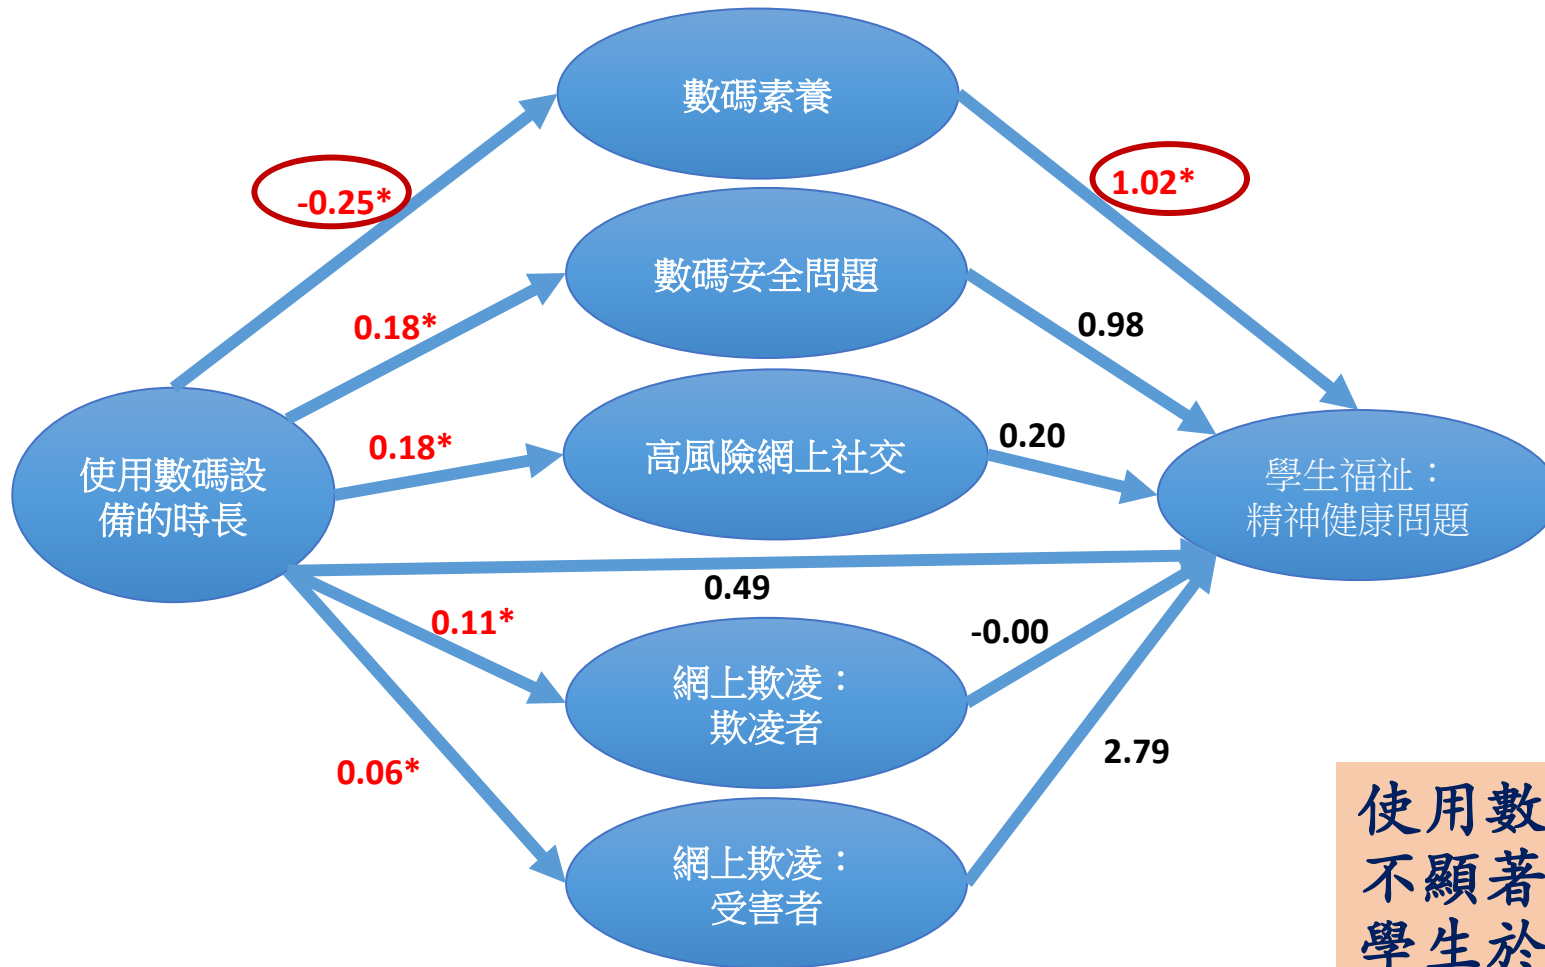 數碼素養
-0.25*
1.02*
數碼安全問題
0.18*
0.98
0.18*
高風險網上社交
0.20
使用數碼設
備的時長
學生福祉：
精神健康問題
0.49
0.11*
-0.00
網上欺凌：
欺凌者
0.06*
2.79
網上欺凌：
受害者
使用數
不顯著
學生於